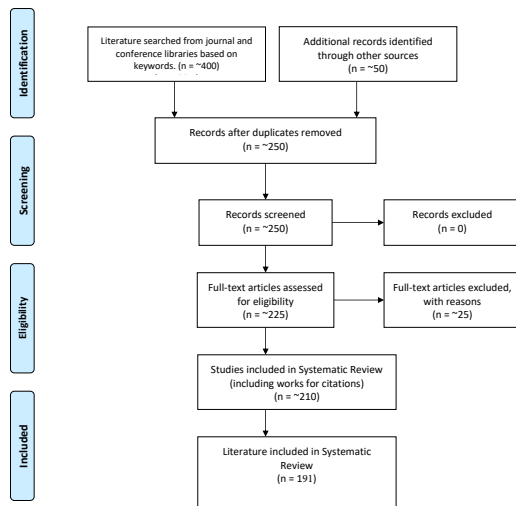 Identification
Literature searched from journal and
conference libraries based on
keywords. (n = ~400)
Additional records identified
through other sources
(n = ~50)
Records after duplicates removed
(n = ~250)
Screening
Records screened
(n = ~250)
Records excluded
(n = 0)
Eligibility
Full-text articles assessed
for eligibility
(n = ~225)
Full-text articles excluded,
with reasons
(n = ~25)
Studies included in Systematic Review
(including works for citations)
(n = ~210)
Included
Literature included in Systematic
Review
(n = 191)